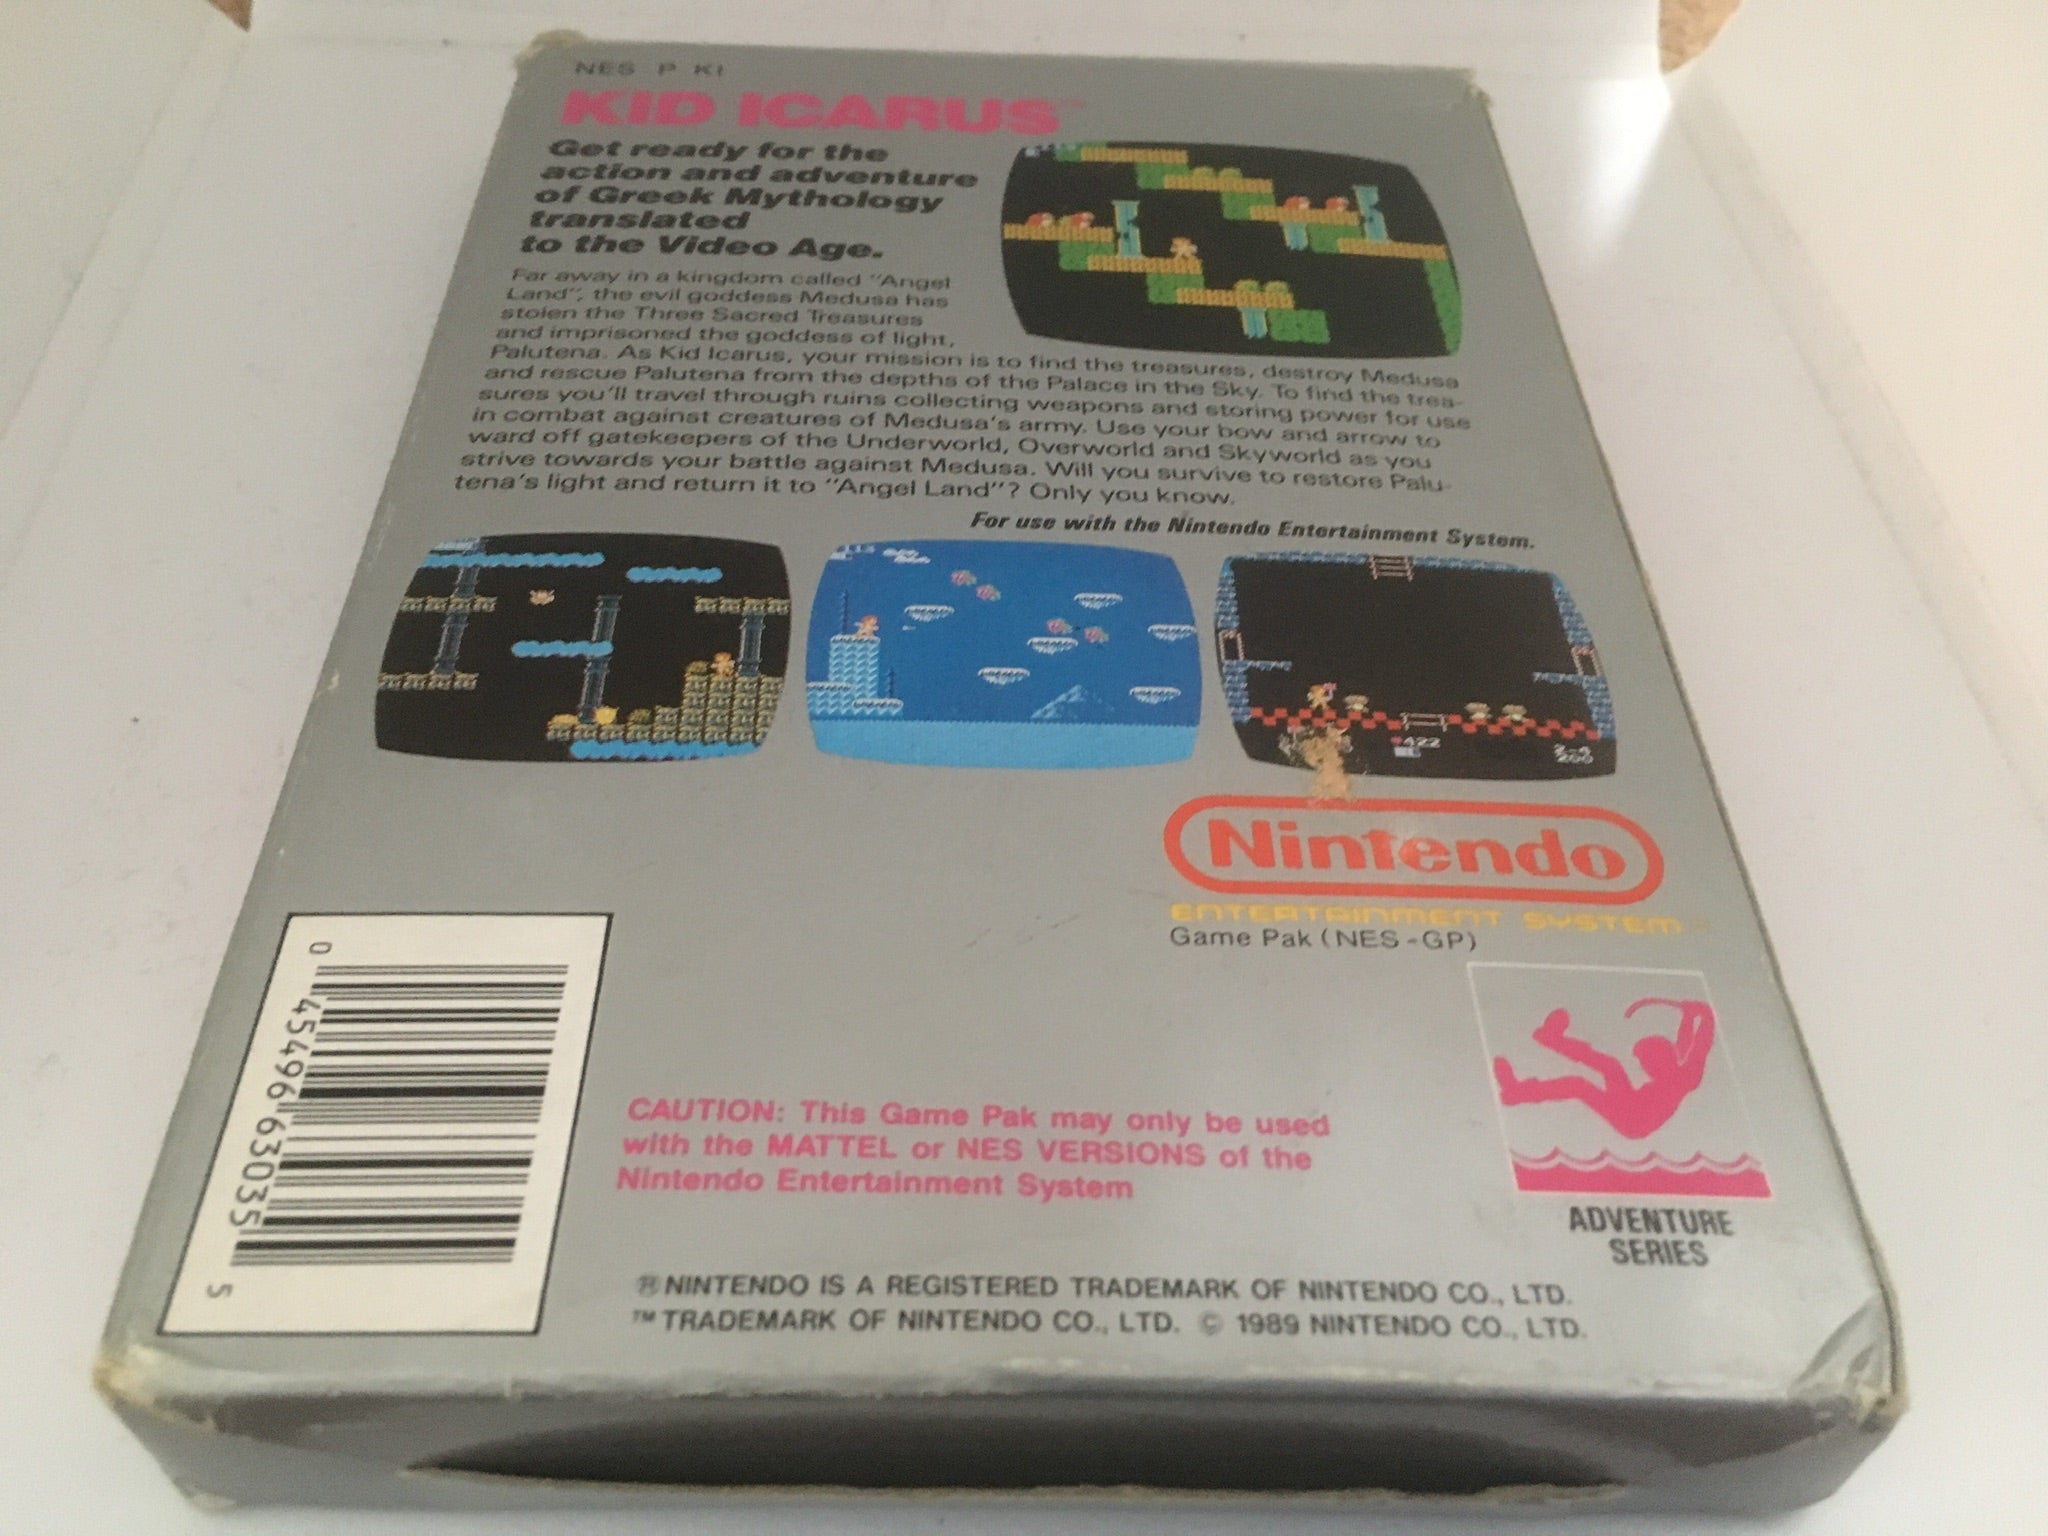 NES P KI
KID ICARUS™
Get ready for the
action and adventure
of Greek Mythology
translated
to the Video Age.
Far away in a kingdom called "Angel
Land", the evil goddess Medusa has
stolen the Three Sacred Treasures
and imprisoned the goddess of light,
Palutena. As Kid Icarus, your mission is to find the treasures, destroy Medusa
and rescue Palutena from the depths of the Palace in the Sky. To find the trea-
sures you'll travel through ruins collecting weapons and storing power for use
in combat against creatures of Medusa's army. Use your bow and arrow to
ward off gatekeepers of the Underworld, Overworld and Skyworld as you
strive towards your battle against Medusa. Will you survive to restore Palu-
tena's light and return it to "Angel Land"? Only you know.
For use with the Nintendo Entertainment System.
422
2-4
200
Nintendo
ENTERTAINMENT SYSTEM
Game Pak (NES-GP)
0 45496 63035 5
CAUTION: This Game Pak may only be used
with the MATTEL or NES VERSIONS of the
Nintendo Entertainment System
ADVENTURE
SERIES
® NINTENDO IS A REGISTERED TRADEMARK OF NINTENDO CO., LTD.
™ TRADEMARK OF NINTENDO CO., LTD. © 1989 NINTENDO CO., LTD.